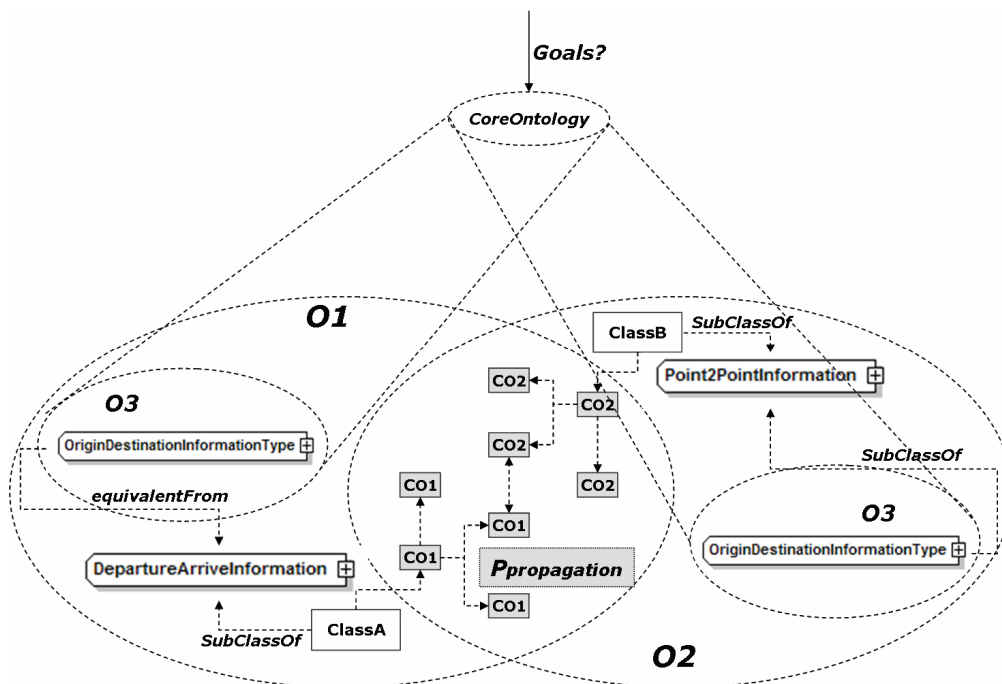 Goals?
CoreOntology
O1
ClassB
SubClassOf
Point2PointInformation
CO2
CO2
O3
OriginDestinationInformationType
CO2
SubClassOf
CO1
CO2
equivalentFrom
O3
CO1
OriginDestinationInformationType
CO1
Ppropagation
DepartureArriveInformation
CO1
ClassA
SubClassOf
O2